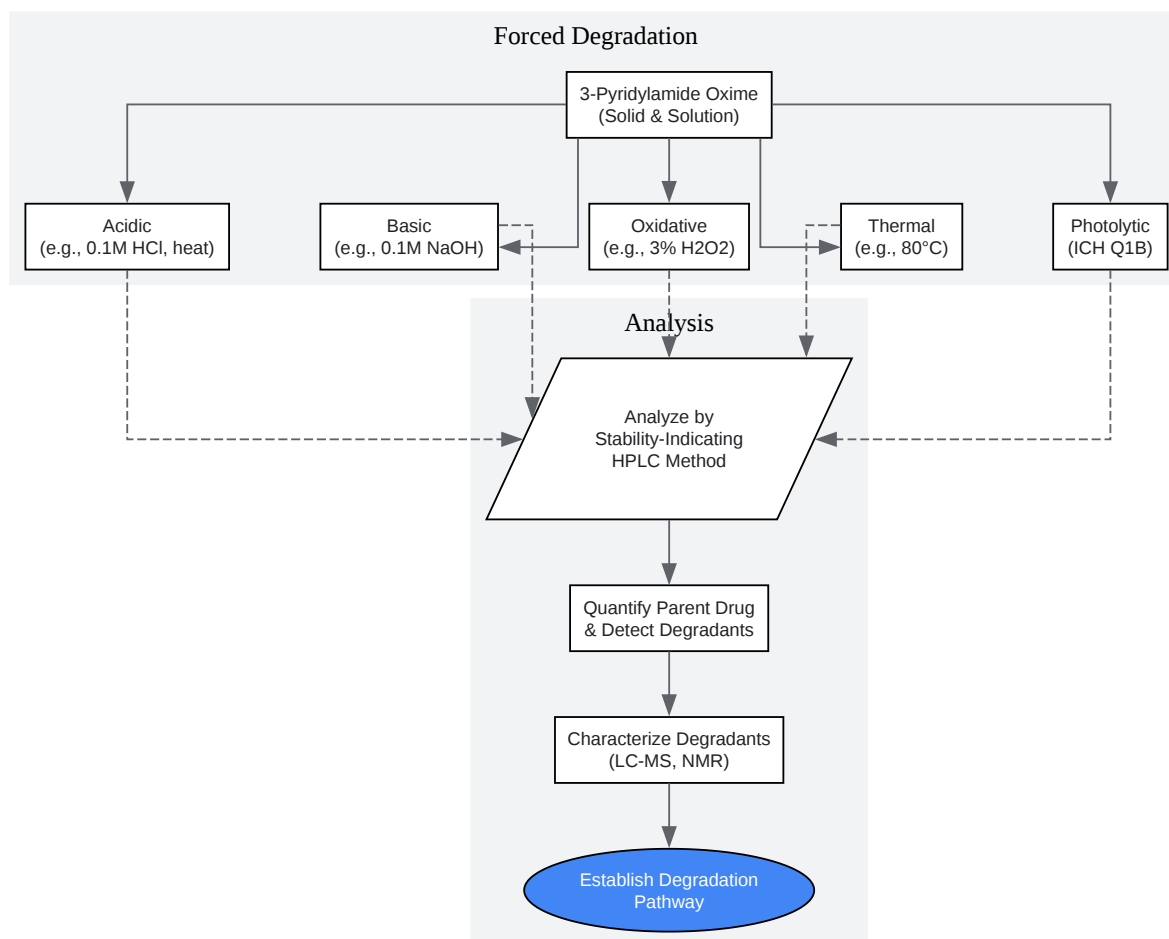 Forced Degradation
3-Pyridylamide Oxime
(Solid & Solution)
Acidic
(e.g., 0.1M HCl, heat)
Basic
(e.g., 0.1M NaOH)
Oxidative
(e.g., 3% H2O2)
Thermal
(e.g., 80°C)
Photolytic
(ICH Q1B)
Analysis
Analyze by
Stability-Indicating
HPLC Method
Quantify Parent Drug
& Detect Degradants
Characterize Degradants
(LC-MS, NMR)
Establish Degradation
Pathway